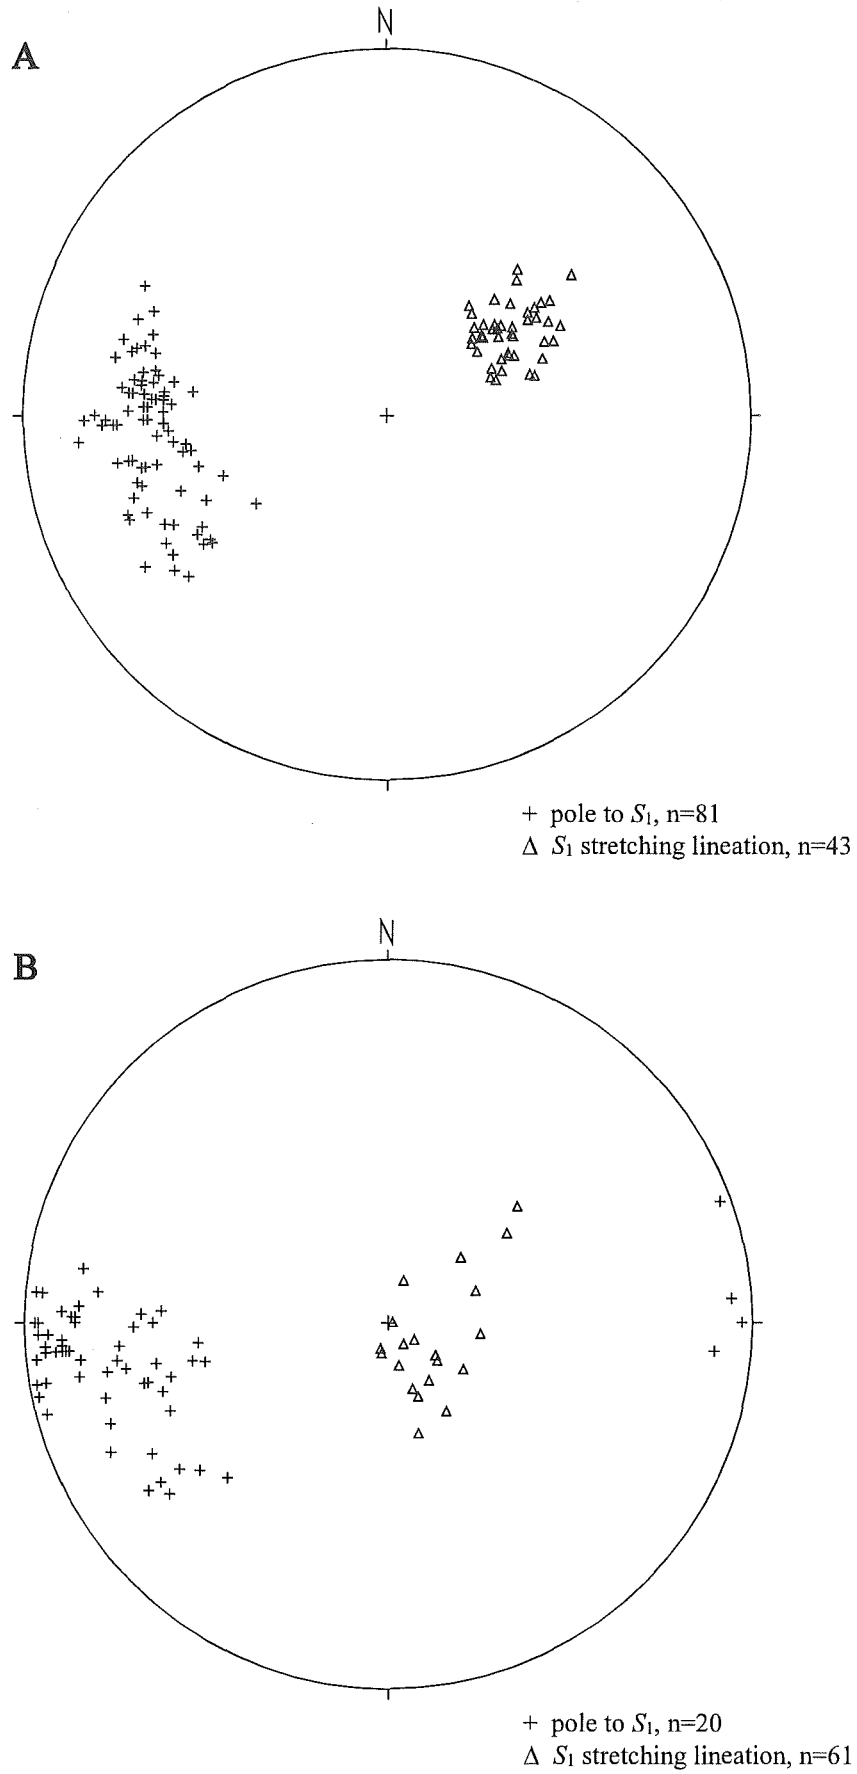 N
A
+ pole to S1, n=81
Δ S1 stretching lineation, n=43
N
B
+ pole to S1, n=20
Δ S1 stretching lineation, n=61